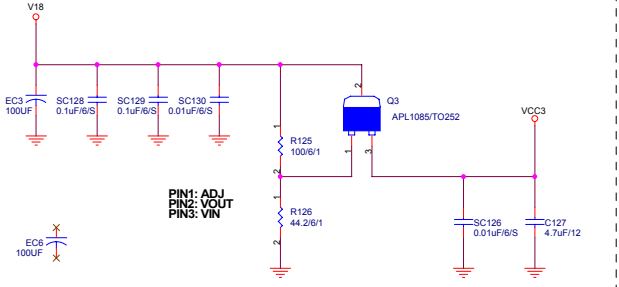 V18
EC3
100UF
SC128
0.1uF/6/S
SC129
0.1uF/6/S
SC130
0.01uF/6/S
2
Q3
APL1085/TO252
1
3
VCC3
1
R125
100/6/1
2
PIN1: ADJ
PIN2: VOUT
PIN3: VIN
1
R126
44.2/6/1
2
SC126
0.01uF/6/S
C127
4.7uF/12
EC6
100UF